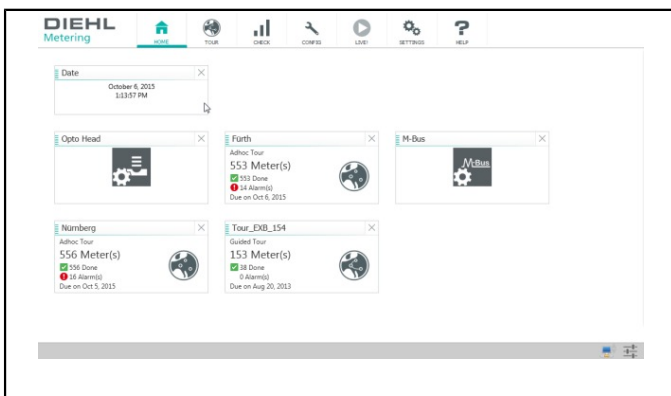 DIEHL
Metering
HOME
TOUR
CHECK
CONFIG
LIVE!
SETTINGS
HELP
Date
October 6, 2015
1:13:57 PM
Opto Head
Fürth
Adhoc Tour
553 Meter(s)
553 Done
14 Alarm(s)
Due on Oct 6, 2015
M-Bus
M-Bus
Nürnberg
Adhoc Tour
556 Meter(s)
556 Done
16 Alarm(s)
Due on Oct 5, 2015
Tour_EXB_154
Guided Tour
153 Meter(s)
38 Done
0 Alarm(s)
Due on Aug 20, 2013